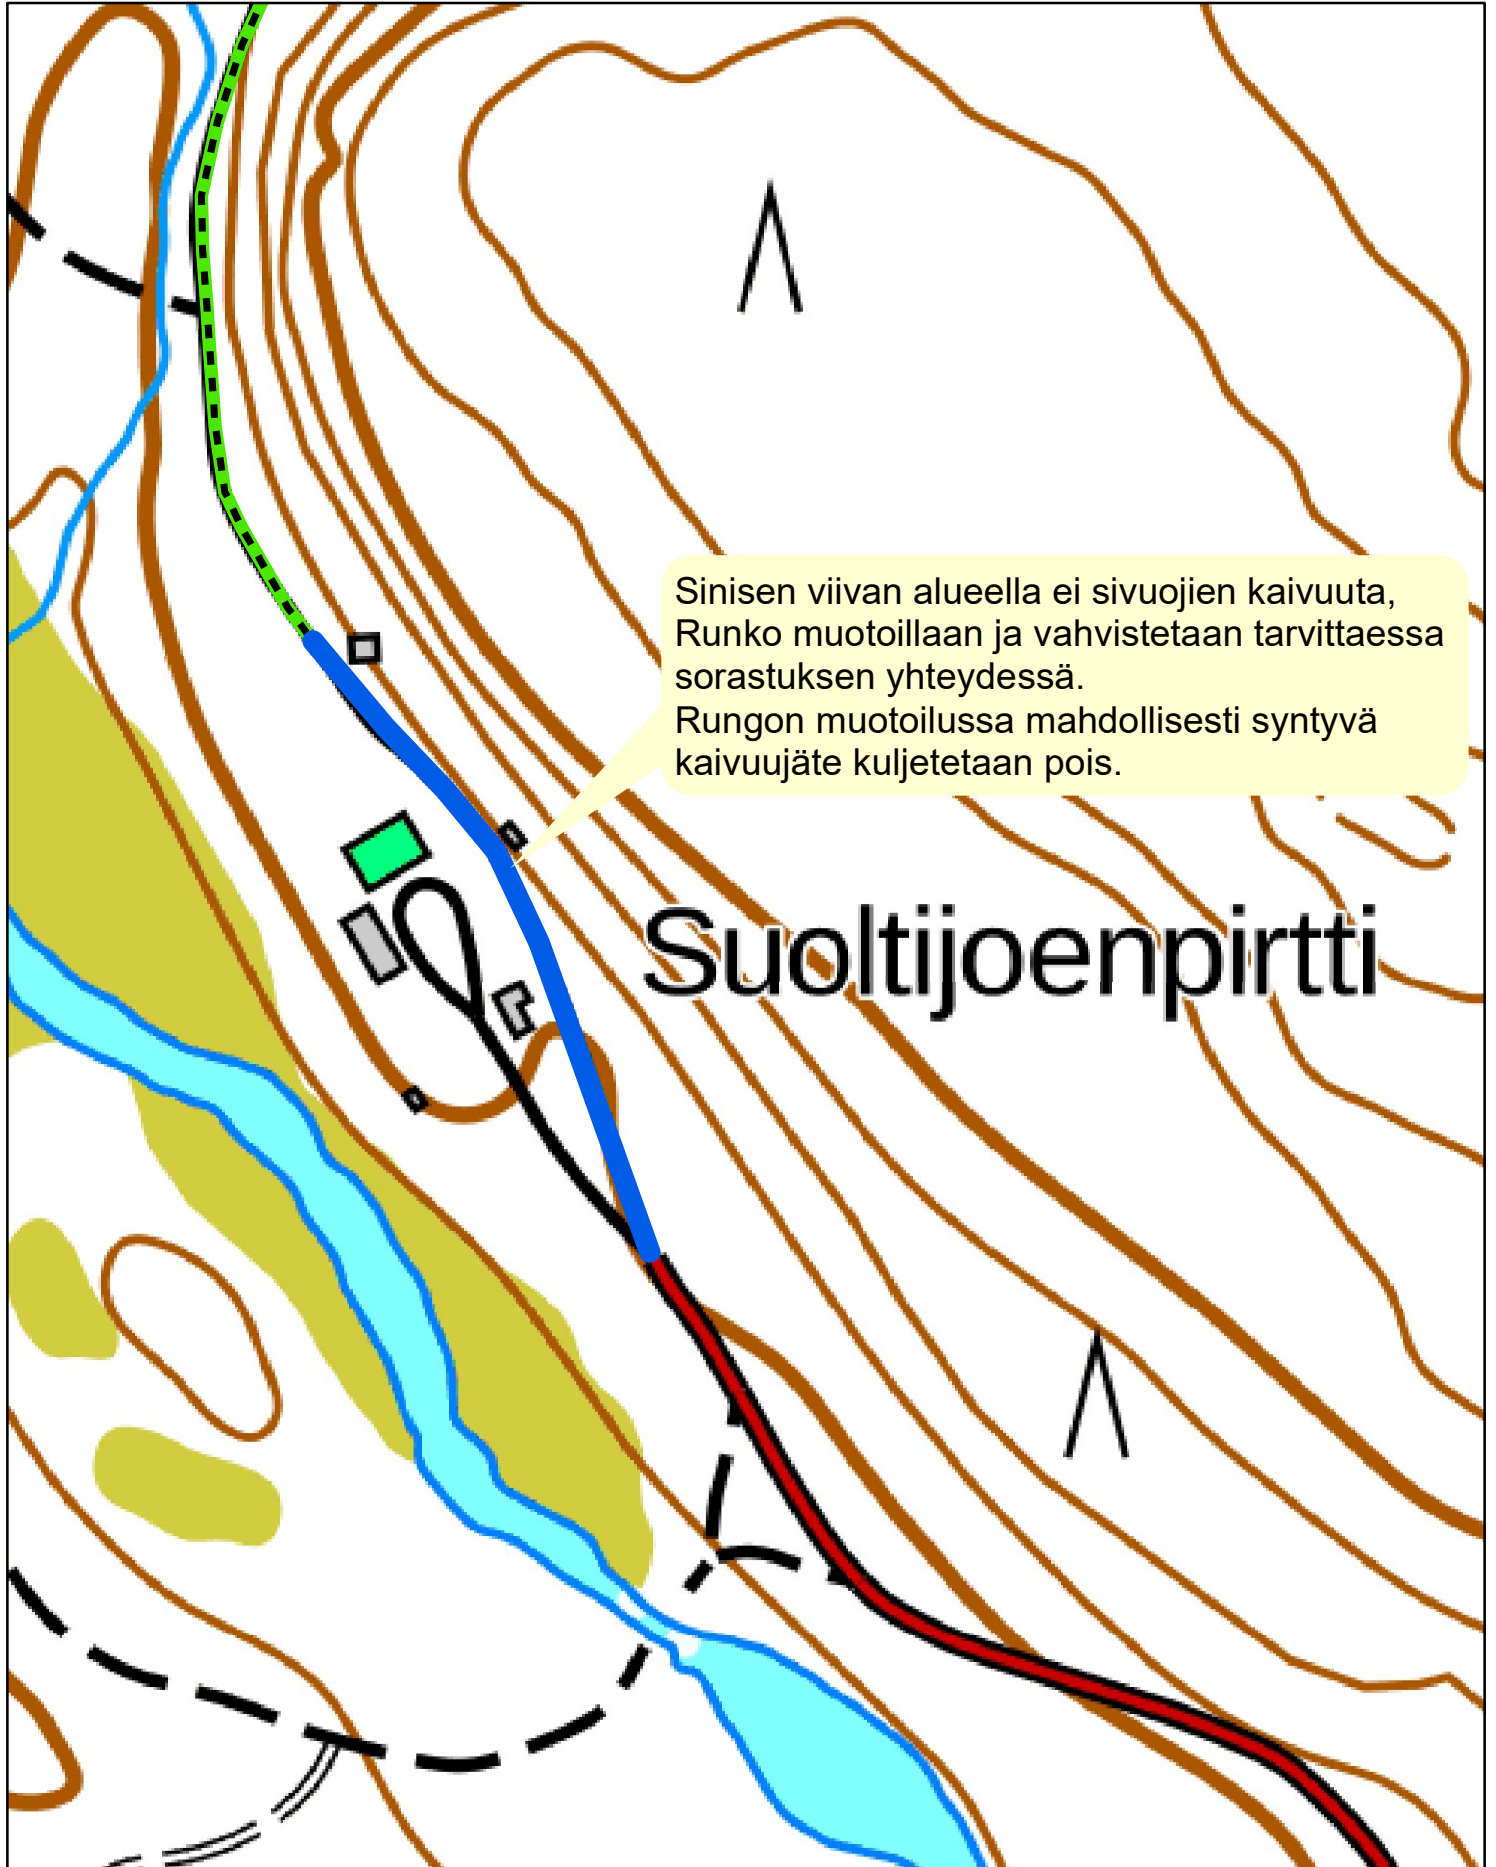 Sinisen viivan alueella ei sivuojien kaivuuta,
Runko muotoillaan ja vahvistetaan tarvittaessa
sorastuksen yhteydessä.
Rungon muotoilussa mahdollisesti syntyvä
kaivuujäte kuljetetaan pois.
Suoltijoenpirtti